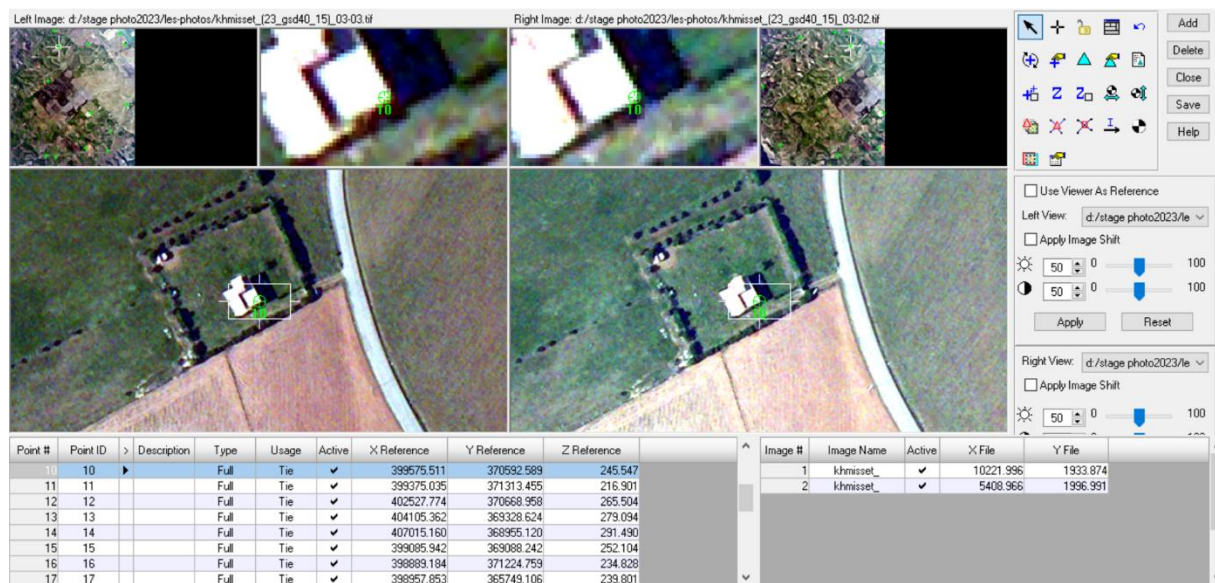 Left Image: d:/stage photo2023/les-photos/khmisset_(23_gsd40_15)_03-03.tif
Right Image: d:/stage photo2023/les-photos/khmisset_(23_gsd40_15)_03-02.tif
Add
Delete
Close
Save
Help
10
10
10
10
Use Viewer As Reference
Left View: d:/stage photo2023/le
Apply Image Shift
50 0 100
50 0 100
Apply Reset
Right View: d:/stage photo2023/le
Apply Image Shift
50 0 100
Point # Point ID > Description Type Usage Active X Reference Y Reference Z Reference
10 10 Full Tie 399575.511 370592.589 245.547
11 11 Full Tie 399375.035 371313.455 216.901
12 12 Full Tie 402527.774 370668.958 265.504
13 13 Full Tie 404105.362 369328.624 279.094
14 14 Full Tie 407015.160 368955.120 291.490
15 15 Full Tie 399085.942 369088.242 252.104
16 16 Full Tie 398889.184 371224.759 234.828
17 17 Full Tie 398957.853 365749.106 239.801
Image # Image Name Active X File Y File
1 khmisset_ 10221.996 1933.874
2 khmisset_ 5408.966 1996.991